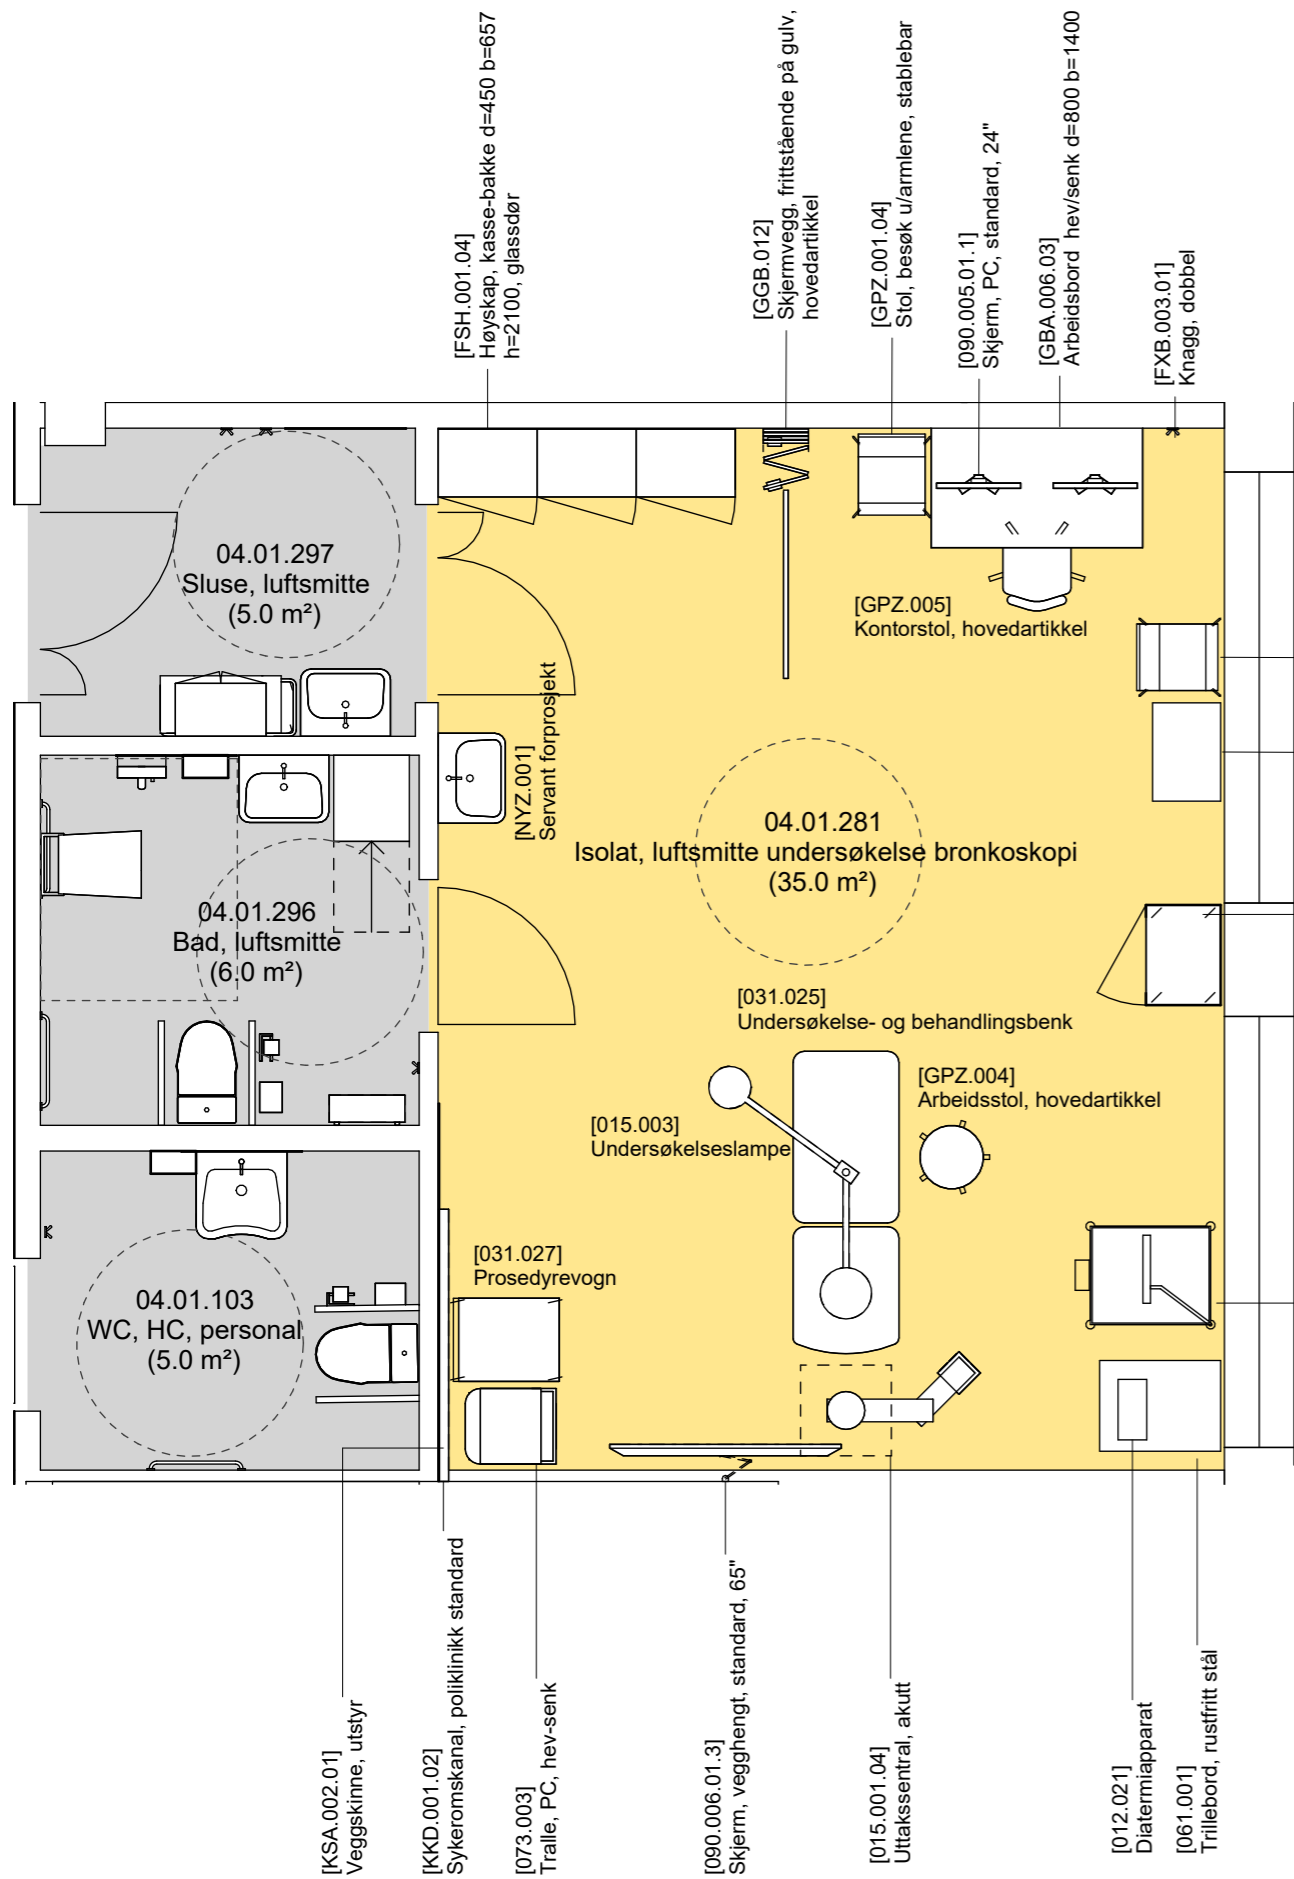 [FSH.001.04]
Høyskap, kasse-bakke d=450 b=657
h=2100, glassdør
[GGB.012]
Skjermvegg, frittstående på gulv,
hovedartikkel
[GPZ.001.04]
Stol, besøk u/armlene, stablebar
[090.005.01.1]
Skjerm, PC, standard, 24"
[GBA.006.03]
Arbeidsbord hev/senk d=800 b=1400
[FXB.003.01]
Knagg, dobbel
04.01.297
Sluse, luftsmitte
(5.0 m²)
[GPZ.005]
Kontorstol, hovedartikkel
[NYZ.001]
Servant forprosjekt
04.01.281
Isolat, luftsmitte undersøkelse bronkoskopi
(35.0 m²)
04.01.296
Bad, luftsmitte
(6.0 m²)
[031.025]
Undersøkelse- og behandlingsbenk
[GPZ.004]
Arbeidsstol, hovedartikkel
[015.003]
Undersøkelseslampe
[031.027]
Prosedyrevogn
04.01.103
WC, HC, personal
(5.0 m²)
[KSA.002.01]
Veggskinne, utstyr
[KKD.001.02]
Sykeromskanal, poliklinikk standard
[073.003]
Tralle, PC, hev-senk
[090.006.01.3]
Skjerm, vegghengt, standard, 65"
[015.001.04]
Uttakssentral, akutt
[012.021]
Diatermiapparat
[061.001]
Trillebord, rustfritt stål